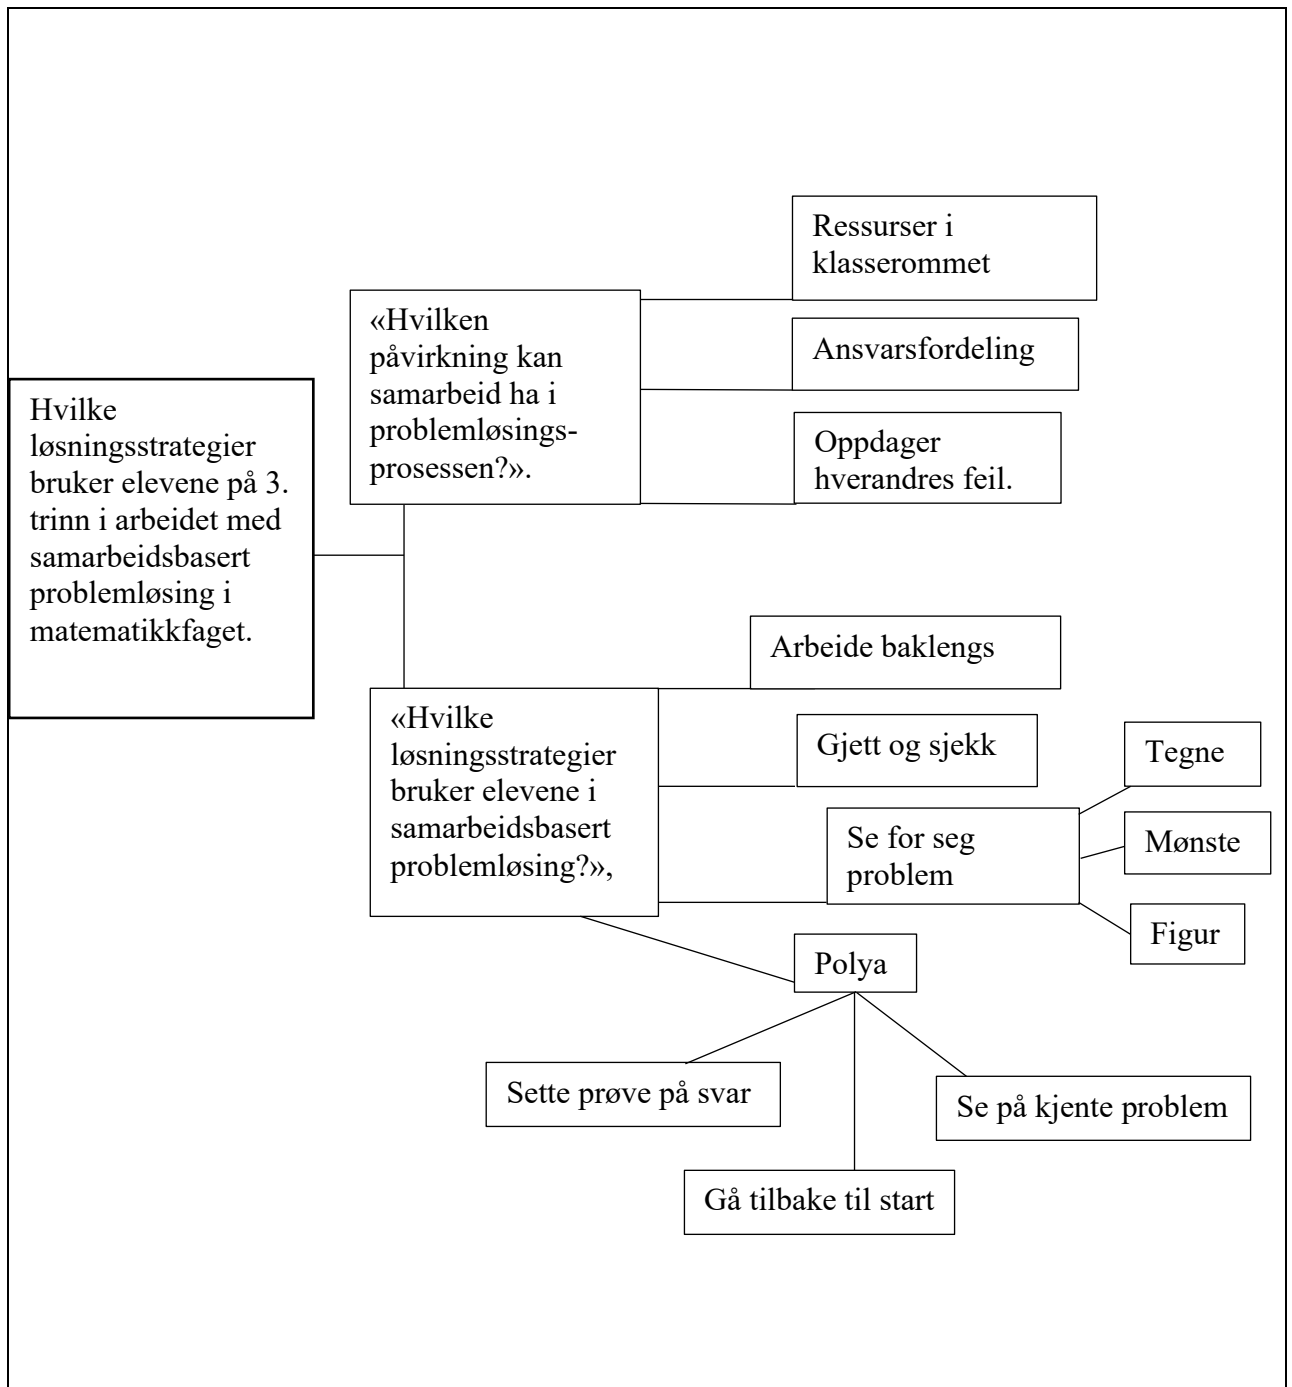 Hvilke
løsningsstrategier
bruker elevene på 3.
trinn i arbeidet med
samarbeidsbasert
problemløsing i
matematikkfaget.
«Hvilken
påvirkning kan
samarbeid ha i
problemløsings-
prosessen?».
Ressurser i
klasserommet
Ansvarsfordeling
Oppdager
hverandres feil.
«Hvilke
løsningsstrategier
bruker elevene i
samarbeidsbasert
problemløsing?»,
Arbeide baklengs
Gjett og sjekk
Se for seg
problem
Tegne
Mønste
Figur
Polya
Sette prøve på svar
Gå tilbake til start
Se på kjente problem